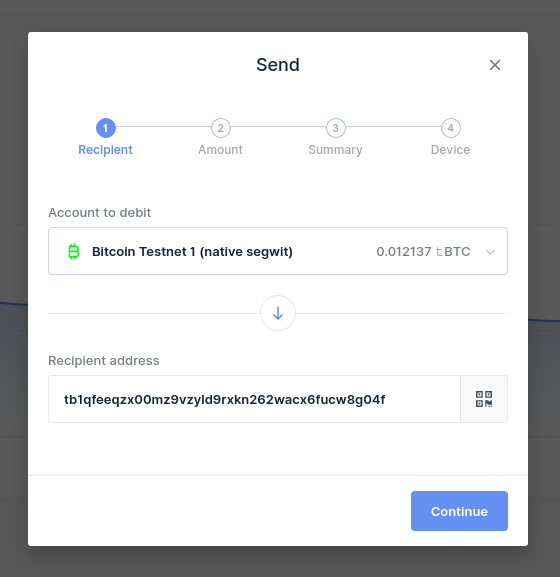 Send
1 2 3 4
Recipient Amount Summary Device
Account to debit
Bitcoin Testnet 1 (native segwit) 0.012137 𝚝BTC
Recipient address
tb1qfeeqzx00mz9vzyld9rxkn262wacx6fucw8g04f
Continue